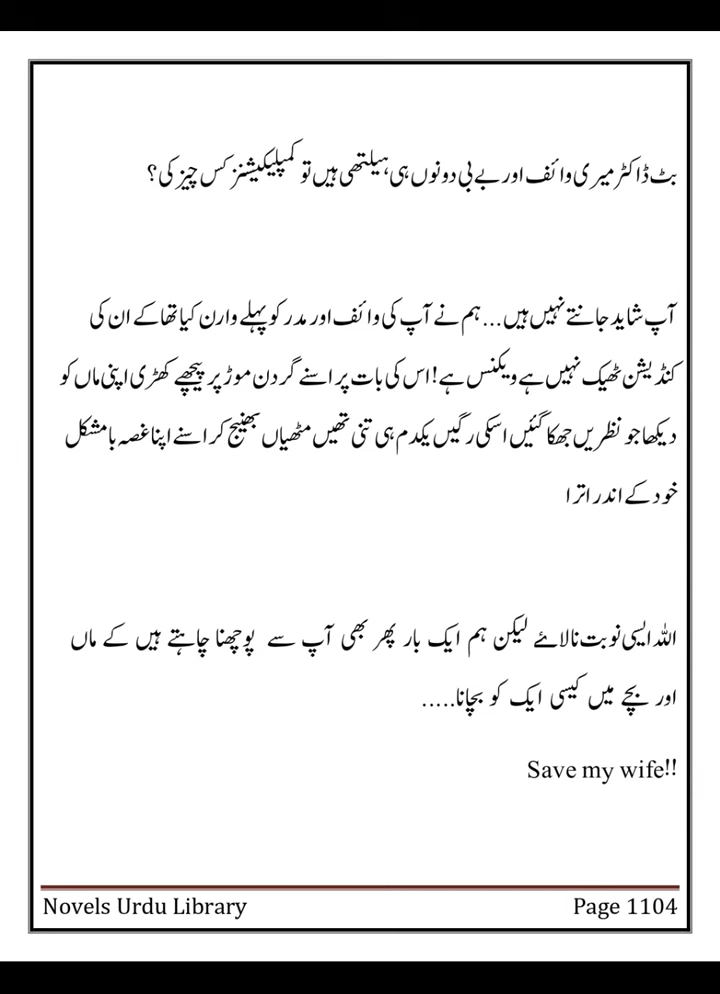 بٹ ڈاکٹر میری وائف اور بے بی دونوں ہی ہیلتھی ہیں تو کمپلیکیشنز کس چیز کی؟
آپ شاید جانتے نہیں ہیں... ہم نے آپ کی وائف اور مدر کو پہلے وارن کیا تھا کے ان کی
کنڈیشن ٹھیک نہیں ہے ویکنس ہے! اس کی بات پر اسنے گردن موڑ پر پیچھے کھڑی اپنی ماں کو
دیکھا جو نظریں جھکا گئیں اسکی رگیں یکدم ہی تنی تھیں مٹھیاں بھینج کر اسنے اپنا غصہ بامشکل
خود کے اندر اترا
اللہ ایسی نوبت نالائے لیکن ہم ایک بار پھر بھی آپ سے پوچھنا چاہتے ہیں کے ماں
اور بچے میں کیسی ایک کو بچانا.....
Save my wife!!
Novels Urdu Library Page 1104